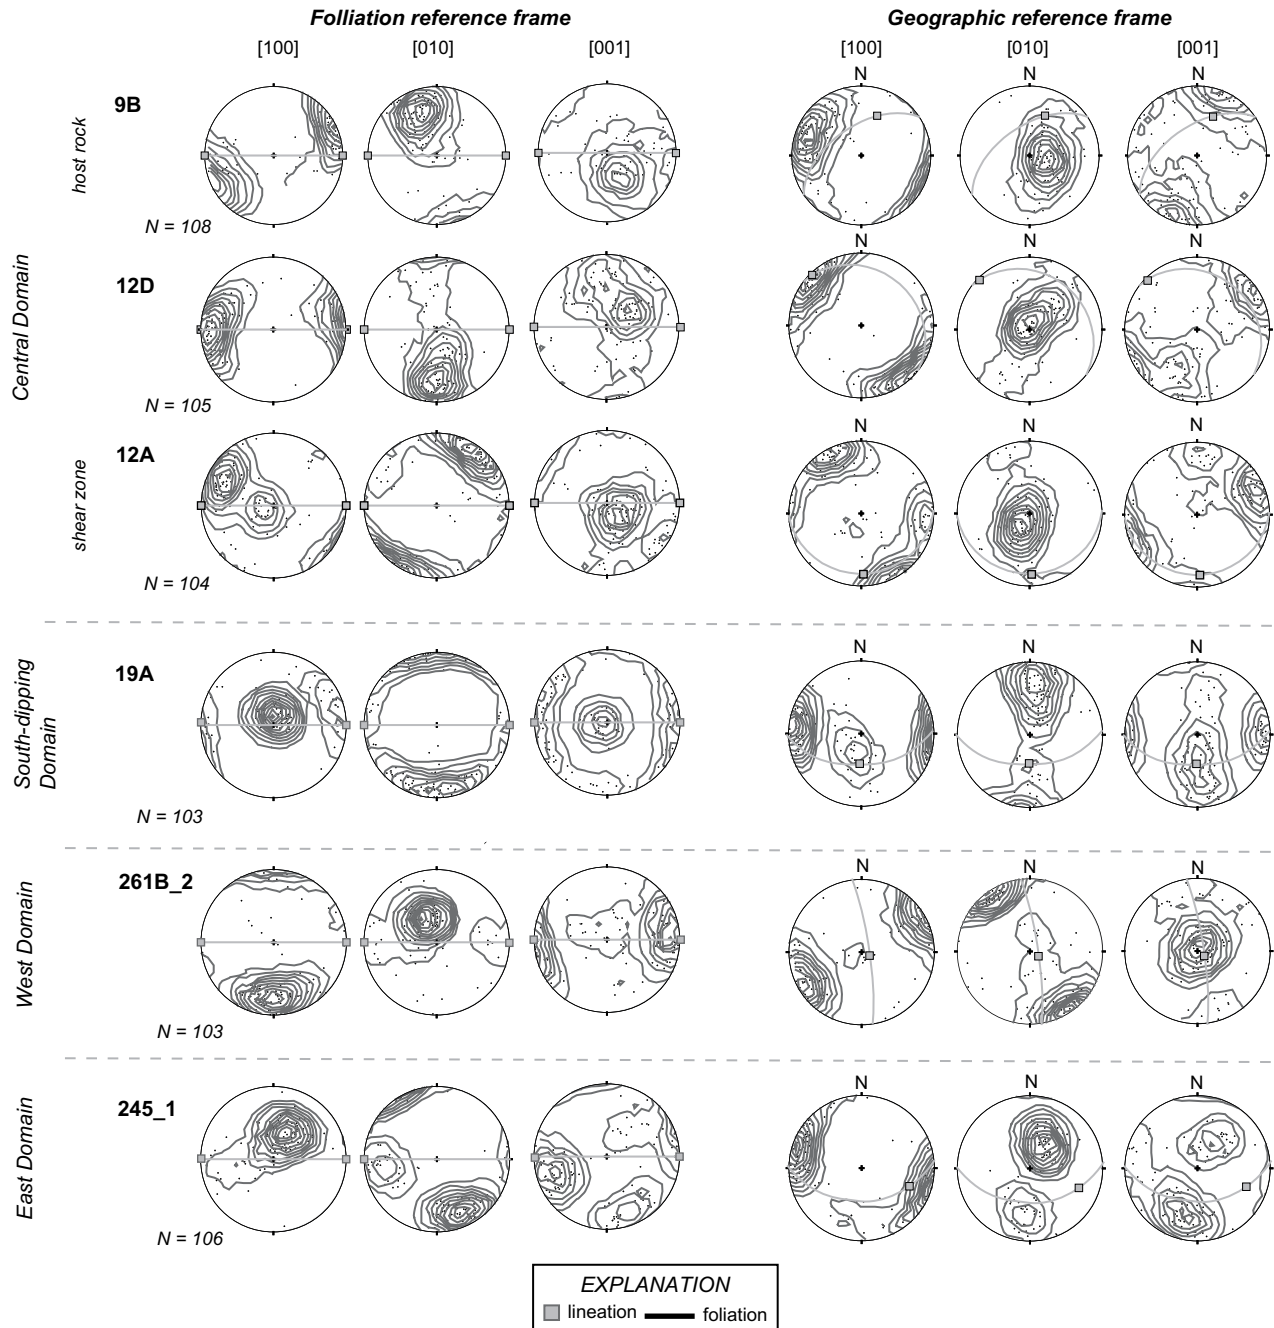 Folliation reference frame
Geographic reference frame
[100] [010] [001] [100] [010] [001]
N N N
9B
host rock
N = 108
N N N
12D
Central Domain
N = 105
N N N
12A
shear zone
N = 104
N N N
19A
South-dipping
Domain
N = 103
N N N
261B_2
West Domain
N = 103
N N N
245_1
East Domain
N = 106
EXPLANATION
lineation foliation